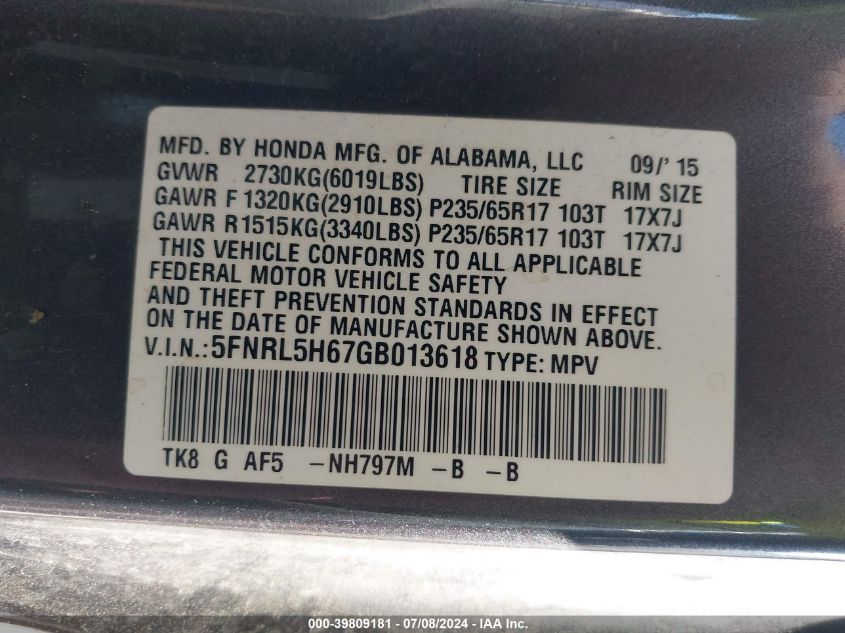 MFD. BY HONDA MFG. OF ALABAMA, LLC 09/' 15
GVWR 2730KG(6019LBS) TIRE SIZE RIM SIZE
GAWR F 1320KG(2910LBS) P235/65R17 103T 17X7J
GAWR R1515KG(3340LBS) P235/65R17 103T 17X7J
THIS VEHICLE CONFORMS TO ALL APPLICABLE
FEDERAL MOTOR VEHICLE SAFETY
AND THEFT PREVENTION STANDARDS IN EFFECT
ON THE DATE OF MANUFACTURE SHOWN ABOVE.
V.I.N.:5FNRL5H67GB013618 TYPE: MPV
TK8 G AF5 -NH797M -B -B
000-39809181 - 07/08/2024 - IAA Inc.